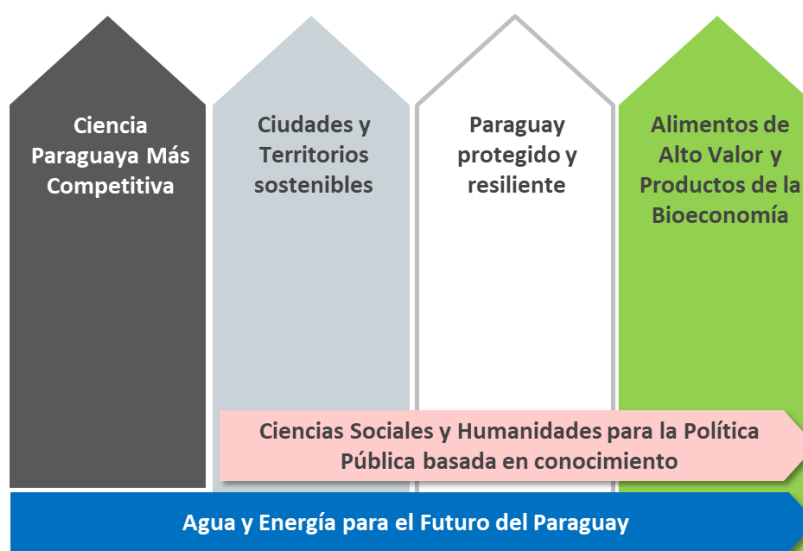 Ciencia
Paraguaya Más
Competitiva
Ciudades y
Territorios
sostenibles
Paraguay
protegido y
resiliente
Alimentos de
Alto Valor y
Productos de la
Bioeconomía
Ciencias Sociales y Humanidades para la Política
Pública basada en conocimiento
Agua y Energía para el Futuro del Paraguay